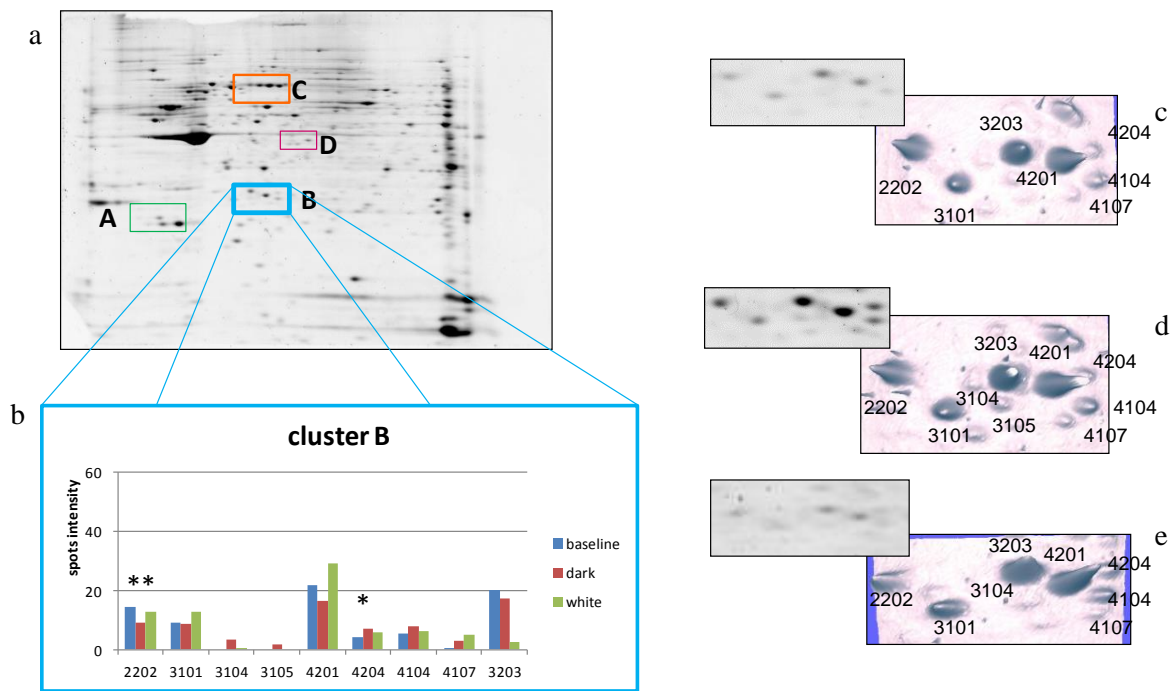 a
C
D
A
B
b
cluster B
spots intensity
60
40
20
0
**
*
baseline
dark
white
2202 3101 3104 3105 4201 4204 4104 4107 3203
c
3203
4204
4201
4104
2202
3101
4107
d
3203
4201
4204
3104
2202
3105
4104
3101
4107
e
3203
4201
4204
2202
3104
4104
3101
4107